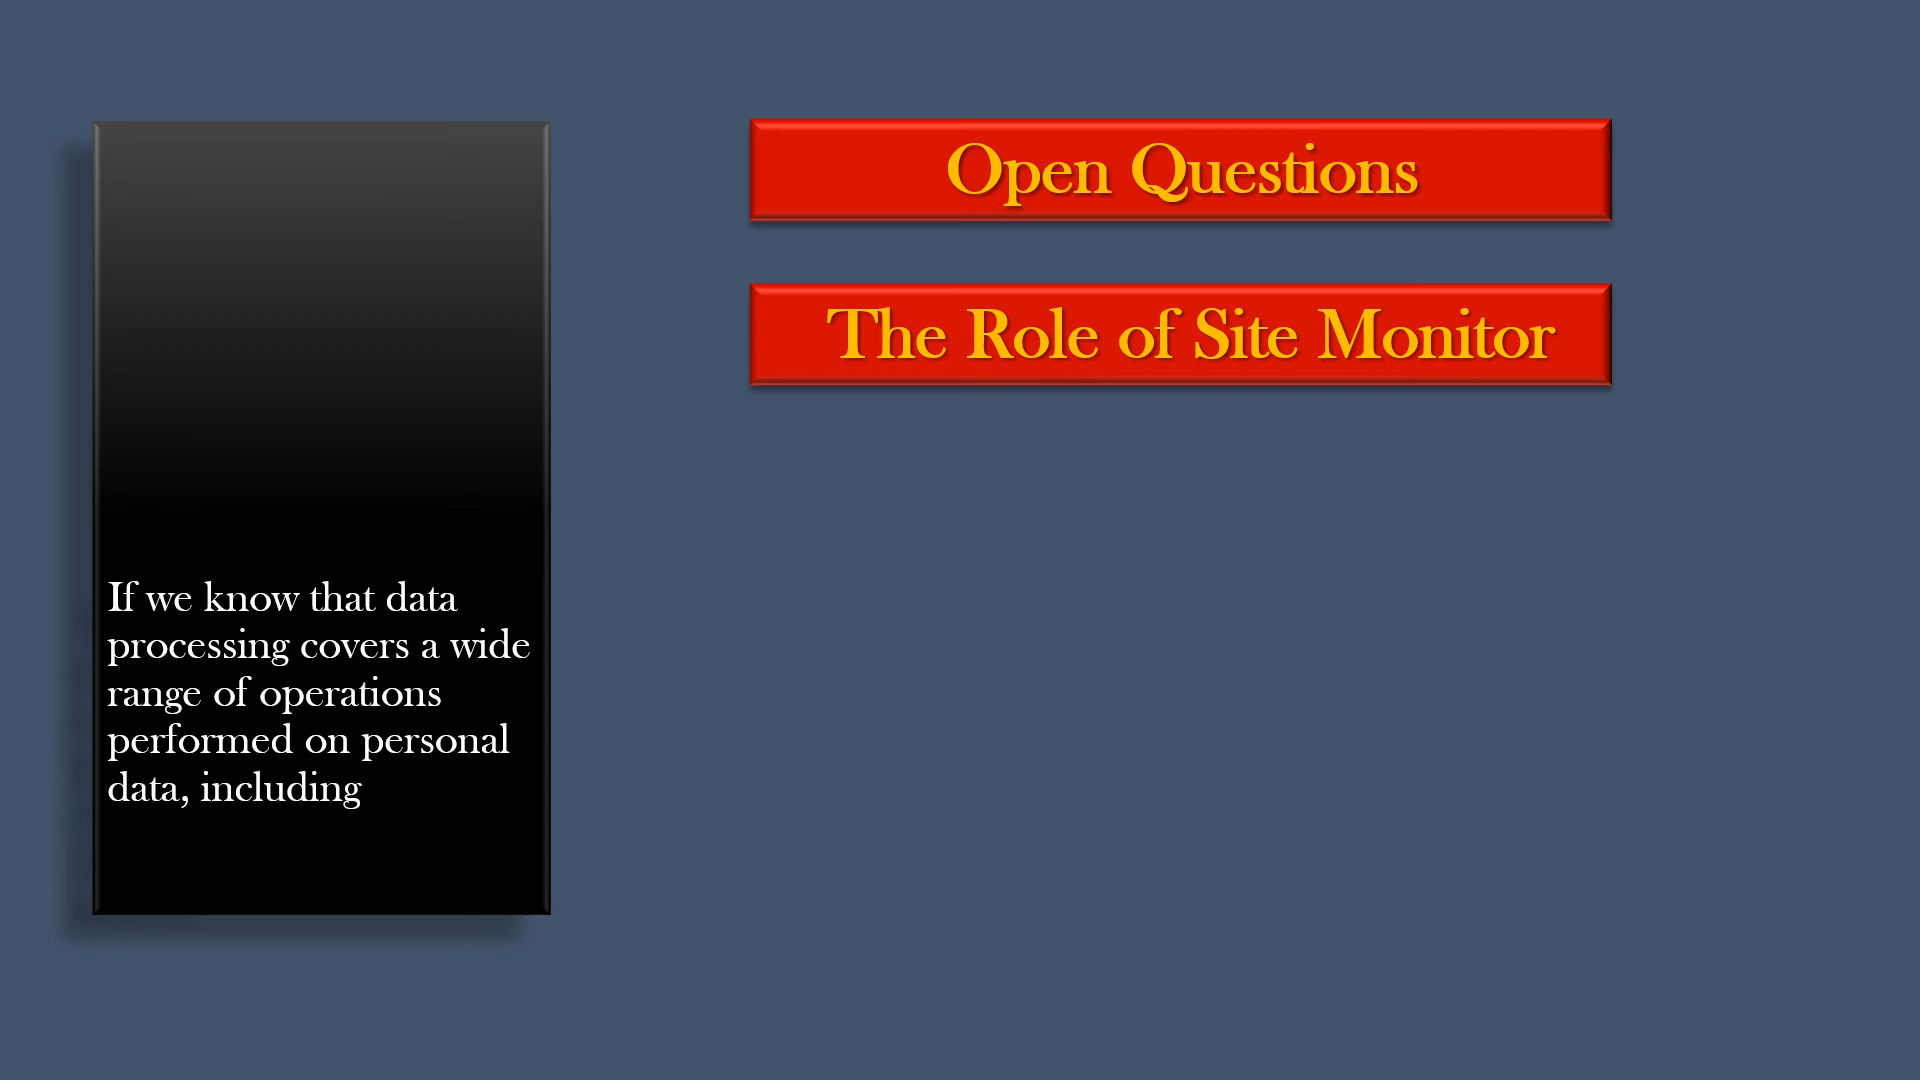 Open Questions
The Role of Site Monitor
If we know that data
processing covers a wide
range of operations
performed on personal
data, including